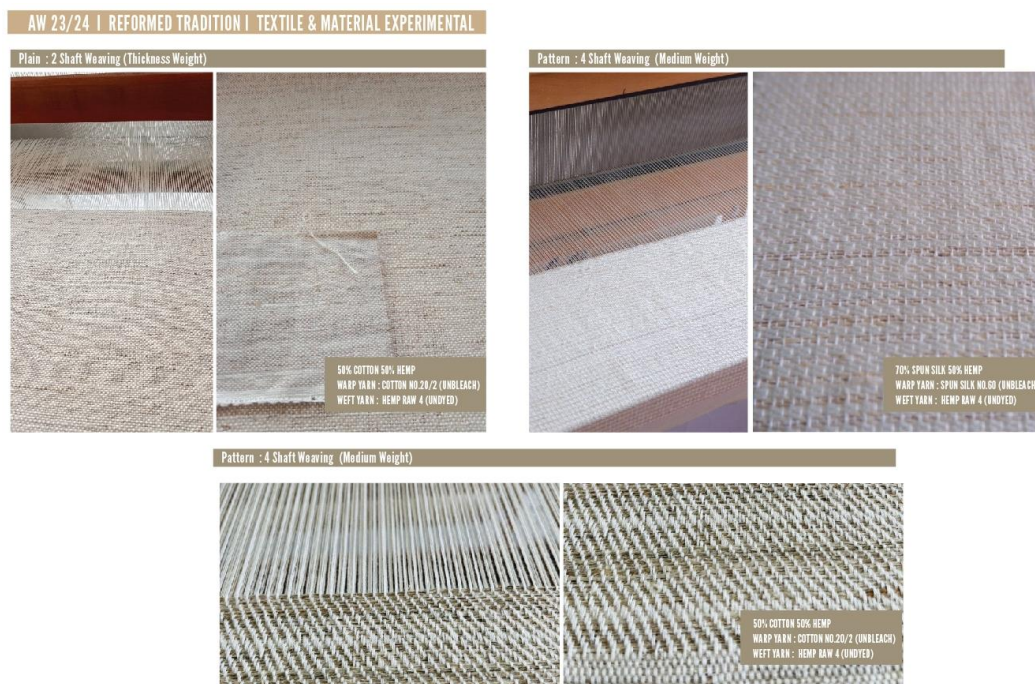 AW 23/24 I REFORMED TRADITION I TEXTILE & MATERIAL EXPERIMENTAL
Plain : 2 Shaft Weaving (Thickness Weight)
Pattern : 4 Shaft Weaving (Medium Weight)
50% COTTON 50% HEMP
WARP YARN : COTTON NO.20/2 (UNBLEACH)
WEFT YARN : HEMP RAW 4 (UNDYED)
70% SPUN SILK 50% HEMP
WARP YARN : SPUN SILK NO.60 (UNBLEACH
WEFT YARN : HEMP RAW 4 (UNDYED)
Pattern : 4 Shaft Weaving (Medium Weight)
50% COTTON 50% HEMP
WARP YARN : COTTON NO.20/2 (UNBLEACH)
WEFT YARN : HEMP RAW 4 (UNDYED)